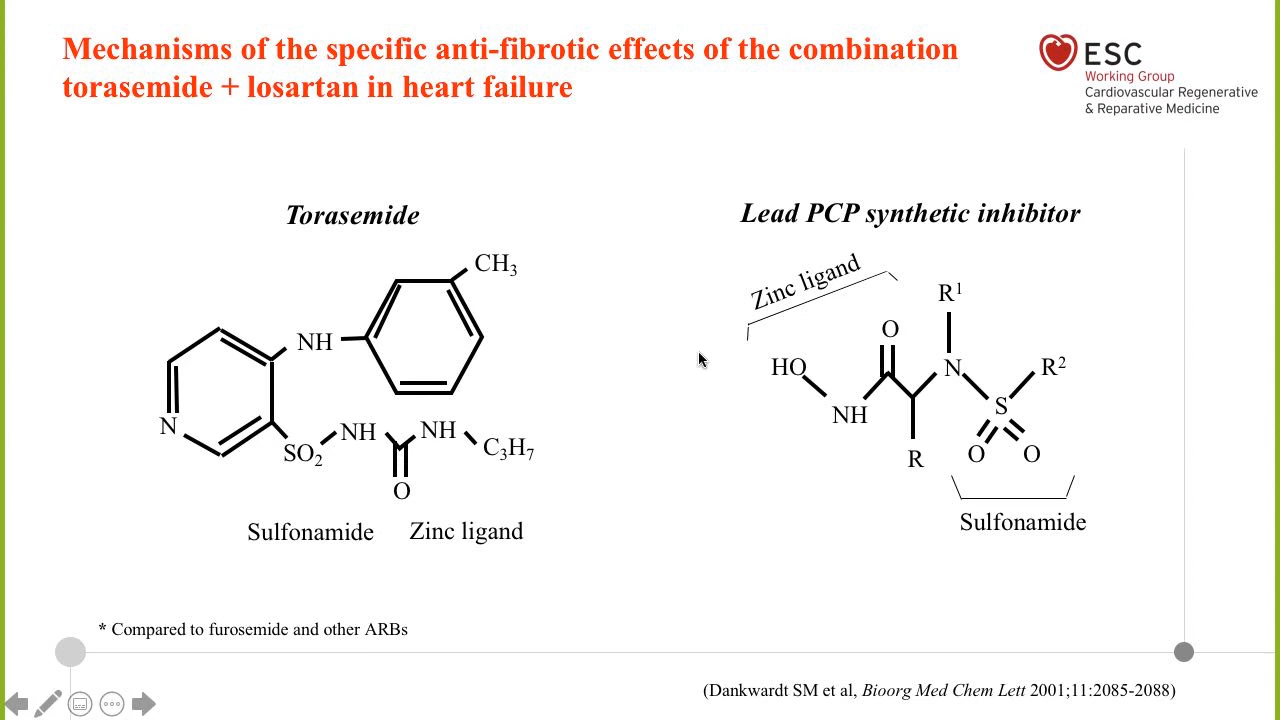 Mechanisms of the specific anti-fibrotic effects of the combination
torasemide + losartan in heart failure
ESC
Working Group
Cardiovascular Regenerative
& Reparative Medicine
Torasemide
CH₃
NH
N
SO₂
NH
NH
C₃H₇
O
Sulfonamide
Zinc ligand
Lead PCP synthetic inhibitor
Zinc ligand
R¹
O
HO
N
R²
NH
S
R
O
O
Sulfonamide
* Compared to furosemide and other ARBs
(Dankwardt SM et al, Bioorg Med Chem Lett 2001;11:2085-2088)